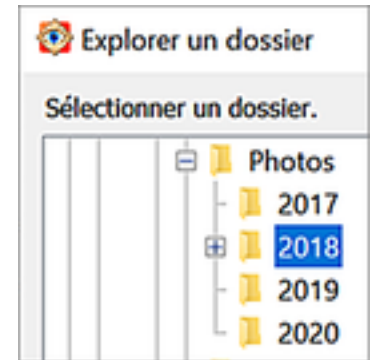 Explorer un dossier
Sélectionner un dossier.
Photos
2017
2018
2019
2020